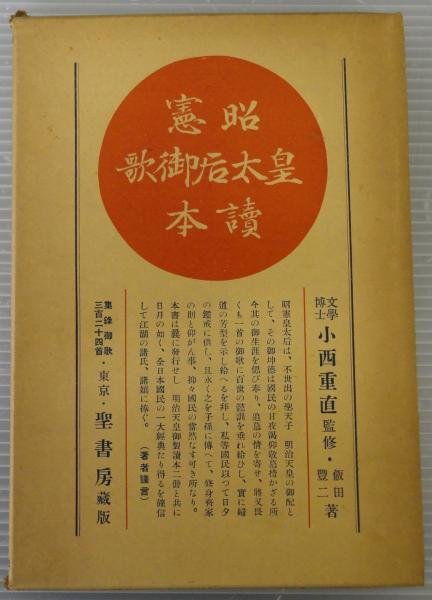 昭憲
皇太后御歌
讀本
文學博士 小西重直 監修・飯田豐二 著
昭憲皇太后は、不世出の聖天子 明治天皇の御配と
して、その御坤德は國民の日夜渇仰敬慕措かざる所
今其の御生涯を偲び奉り、追慕の情を寄せ、將又畏
くも一首の御歌に百世の懿訓を垂れ給ひし、實に婦
道の芳型を示し給へるを拜し、私等國民以つて日夕
の鑑戒に供し、且永く之を子孫に傳へて、修身齊家
の則と仰がん事、抑々國民の當然なす可き所なり。
本書は曩に發行せし 明治天皇御製讀本二册と共に
日月の如く、全日本國民の一大經典たり得るを確信
して江湖の諸氏、諸孃に捧ぐ。 (著者謹言)
集錄御歌三百二十四首・東京・聖書房藏版